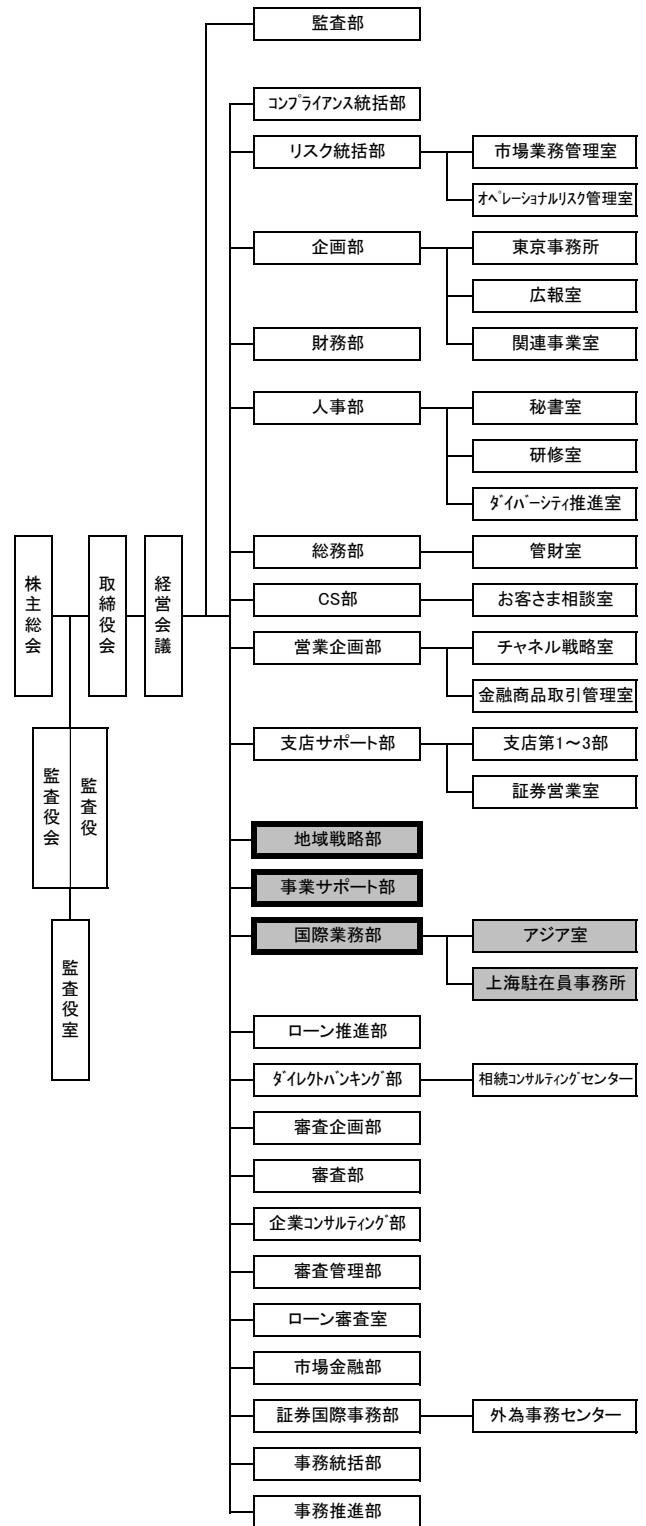 監査部
コンプライアンス統括部
リスク統括部
市場業務管理室
オペレーショナルリスク管理室
企画部
東京事務所
広報室
関連事業室
財務部
人事部
秘書室
研修室
ダイバーシティ推進室
株主総会
取締役会
経営会議
監査役会
監査役
監査役室
総務部
管財室
CS部
お客さま相談室
営業企画部
チャネル戦略室
金融商品取引管理室
支店サポート部
支店第1~3部
証券営業室
地域戦略部
事業サポート部
国際業務部
アジア室
上海駐在員事務所
ローン推進部
ダイレクトバンキング部
相続コンサルティングセンター
審査企画部
審査部
企業コンサルティング部
審査管理部
ローン審査室
市場金融部
証券国際事務部
外為事務センター
事務統括部
事務推進部